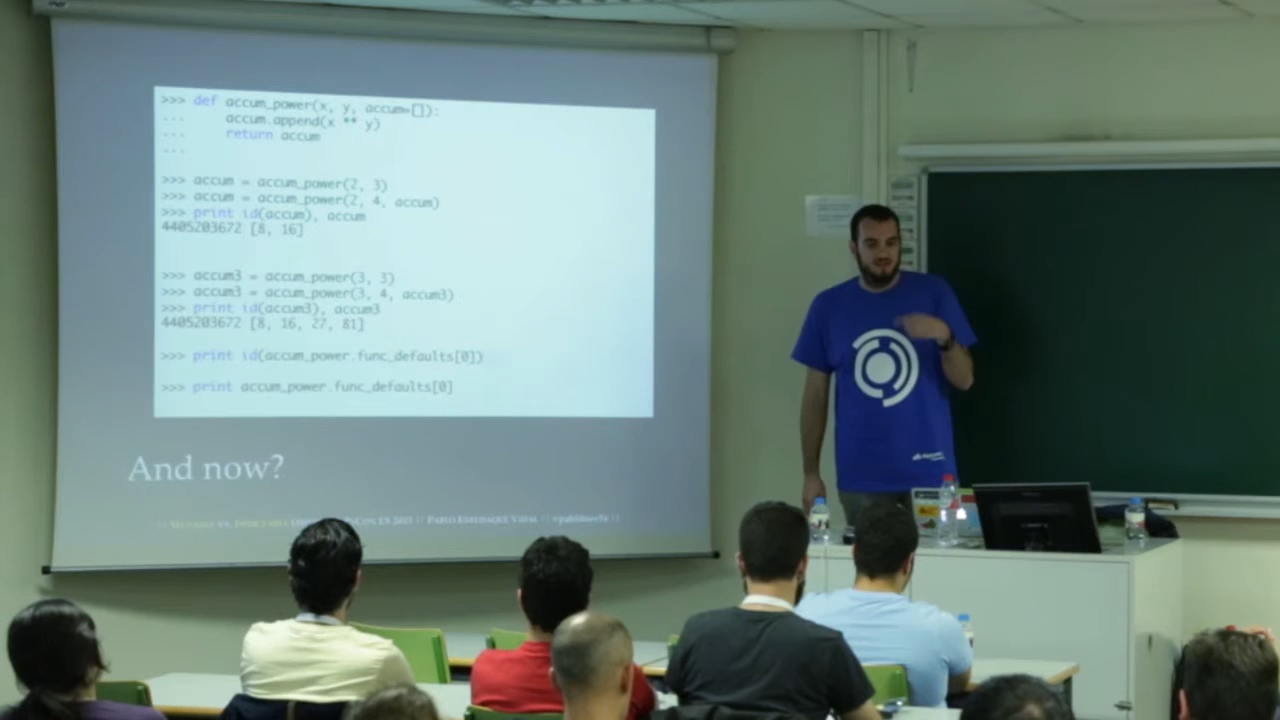 >>> def accum_power(x, y, accum=[]):
...     accum.append(x ** y)
...     return accum
...
>>> accum = accum_power(2, 3)
>>> accum = accum_power(2, 4, accum)
>>> print id(accum), accum
4405203672 [8, 16]
>>> accum3 = accum_power(3, 3)
>>> accum3 = accum_power(3, 4, accum3)
>>> print id(accum3), accum3
4405203672 [8, 16, 27, 81]
>>> print id(accum_power.func_defaults[0])
>>> print accum_power.func_defaults[0]
And now?